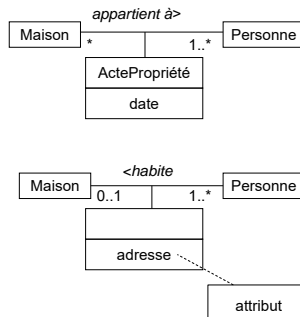 appartient à>
Maison
Personne
* 1..*
ActePropriété
date
<habite
Maison
Personne
0..1 1..*
adresse
attribut